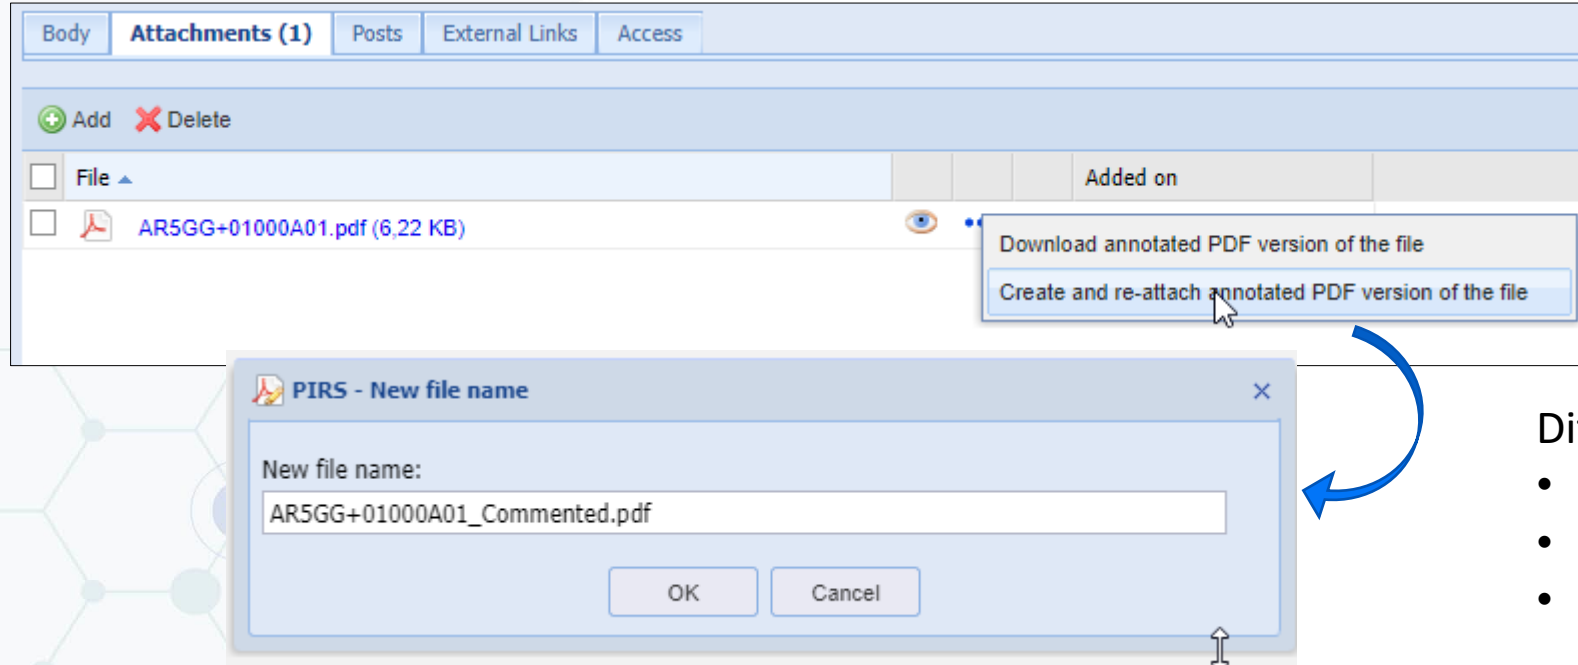 Body Attachments (1) Posts External Links Access
Add Delete
File Added on
AR5GG+01000A01.pdf (6,22 KB)
Download annotated PDF version of the file
Create and re-attach annotated PDF version of the file
PIRS - New file name
New file name:
AR5GG+01000A01_Commented.pdf
OK Cancel